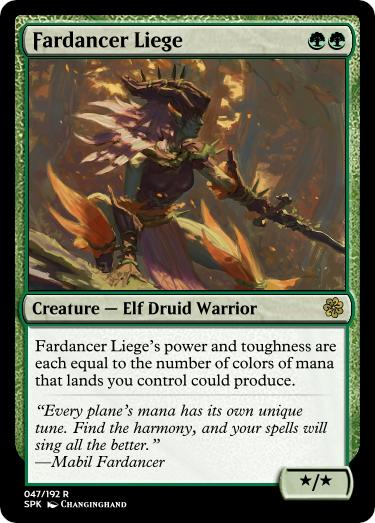 Fardancer Liege
Creature — Elf Druid Warrior
Fardancer Liege's power and toughness are
each equal to the number of colors of mana
that lands you control could produce.
“Every plane's mana has its own unique
tune. Find the harmony, and your spells will
sing all the better.”
—Mabil Fardancer
*/*
047/192 R
SPK Changinghand